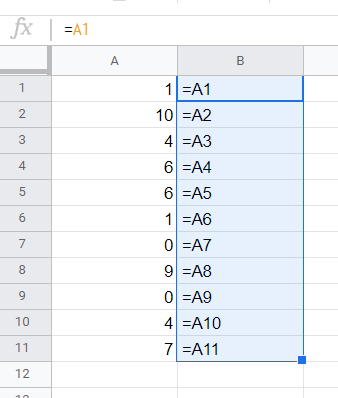 fx =A1
A B
1 1 =A1
2 10 =A2
3 4 =A3
4 6 =A4
5 6 =A5
6 1 =A6
7 0 =A7
8 9 =A8
9 0 =A9
10 4 =A10
11 7 =A11
12